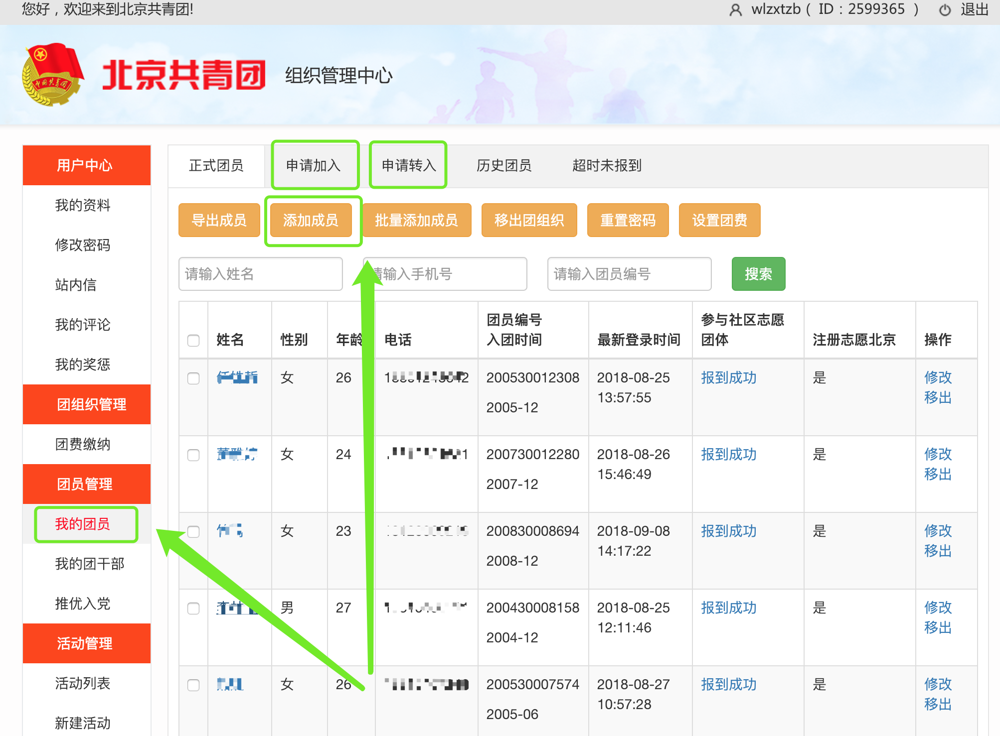 您好，欢迎来到北京共青团!
wlzxtzb ( ID：2599365 )
退出
中国共青团
北京共青团
组织管理中心
用户中心
我的资料
修改密码
站内信
我的评论
我的奖惩
团组织管理
团费缴纳
团员管理
我的团员
我的团干部
推优入党
活动管理
活动列表
新建活动
正式团员
申请加入
申请转入
历史团员
超时未报到
导出成员
添加成员
批量添加成员
移出团组织
重置密码
设置团费
请输入姓名
请输入手机号
请输入团员编号
搜索
姓名
性别
年龄
电话
团员编号
入团时间
最新登录时间
参与社区志愿
团体
注册志愿北京
操作
女
26
200530012308
2005-12
2018-08-25
13:57:55
报到成功
是
修改
移出
女
24
200730012280
2007-12
2018-08-26
15:46:49
报到成功
是
修改
移出
女
23
200830008694
2008-12
2018-09-08
14:17:22
报到成功
是
修改
移出
男
27
200430008158
2004-12
2018-08-25
12:11:46
报到成功
是
修改
移出
女
26
200530007574
2005-06
2018-08-27
10:57:28
报到成功
是
修改
移出